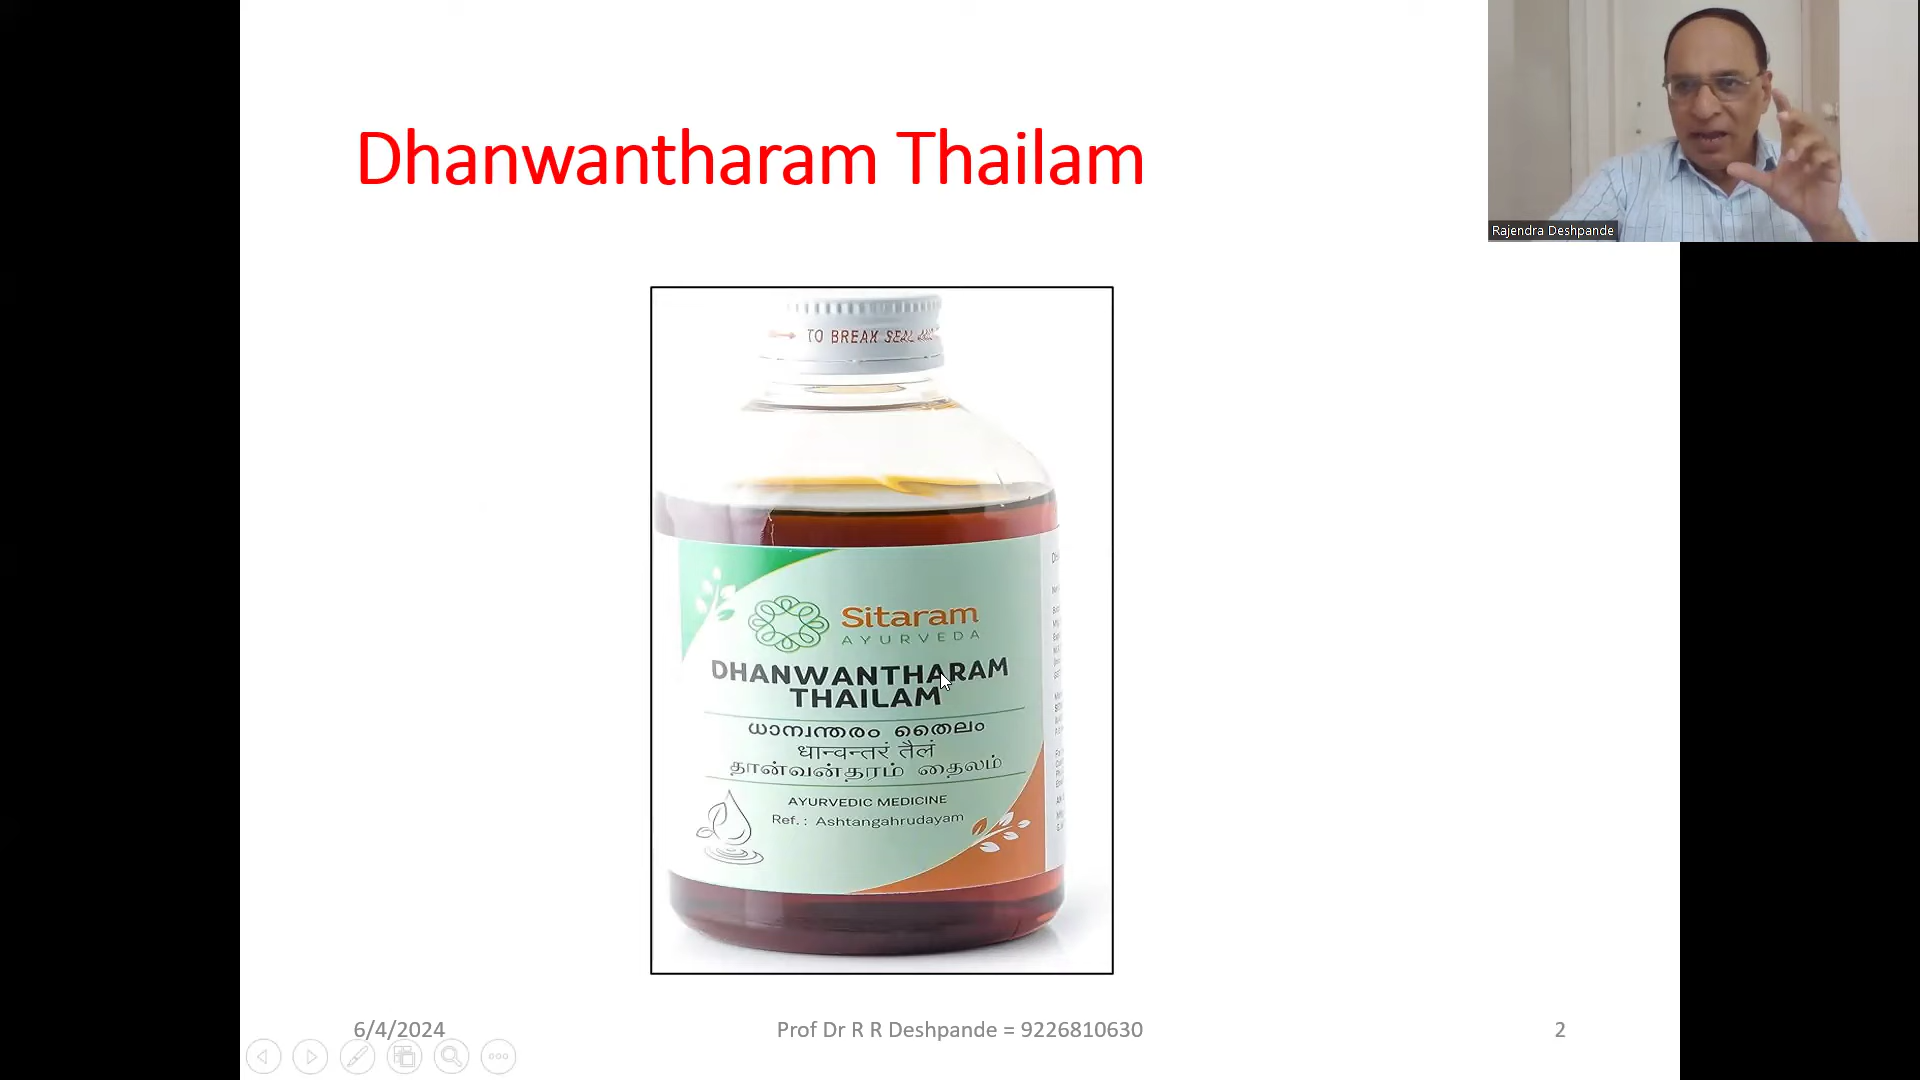 Dhanwantharam Thailam
Rajendra Deshpande
TO BREAK SEAL
Sitaram
AYURVEDA
DHANWANTHARAM
THAILAM
ധാന്വന്തരം തൈലം
धान्वन्तरं तैलं
தான்வன்தரம் தைலம்
AYURVEDIC MEDICINE
Ref. : Ashtangahrudayam
6/4/2024
Prof Dr R R Deshpande = 9226810630
2